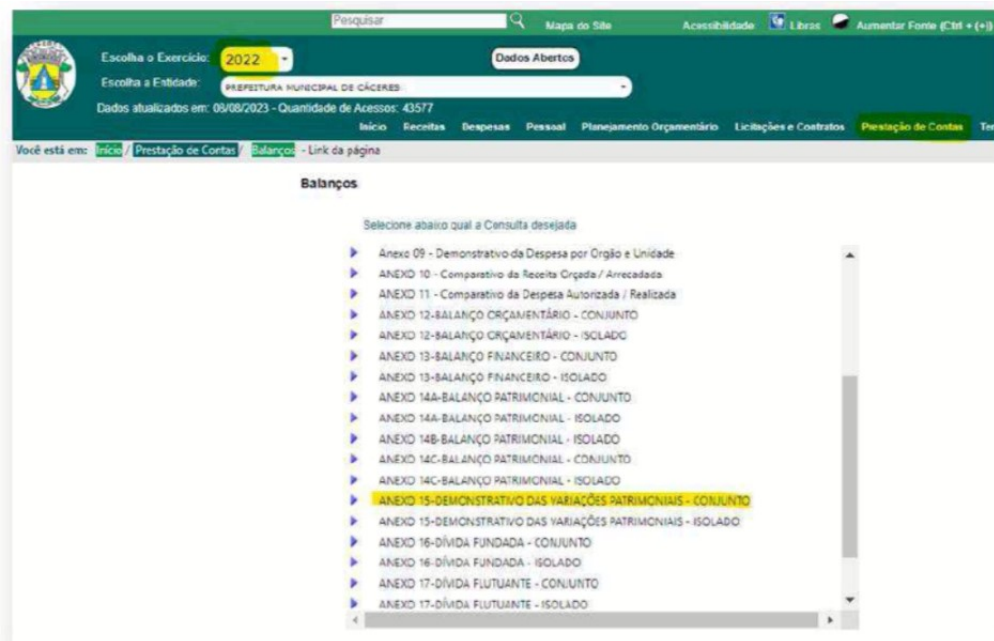 Pesquisar Mapa do Site Acessibilidade Libras Aumentar Fonte (Ctrl + (+))
Escolha o Exercício: 2022 Dados Abertos
Escolha a Entidade: PREFEITURA MUNICIPAL DE CÁCERES
Dados atualizados em: 08/08/2023 - Quantidade de Acessos: 43577
Início Receitas Despesas Pessoal Planejamento Orçamentário Licitações e Contratos Prestação de Contas Ter
Você está em: Início / Prestação de Contas / Balanços - Link da página
Balanços
Selecione abaixo qual a Consulta desejada
Anexo 09 - Demonstrativo da Despesa por Orgão e Unidade
ANEXO 10 - Comparativo da Receita Orçada / Arrecadada
ANEXO 11 - Comparativo da Despesa Autorizada / Realizada
ANEXO 12-BALANÇO ORÇAMENTÁRIO - CONJUNTO
ANEXO 12-BALANÇO ORÇAMENTÁRIO - ISOLADO
ANEXO 13-BALANÇO FINANCEIRO - CONJUNTO
ANEXO 13-BALANÇO FINANCEIRO - ISOLADO
ANEXO 14A-BALANÇO PATRIMONIAL - CONJUNTO
ANEXO 14A-BALANÇO PATRIMONIAL - ISOLADO
ANEXO 14B-BALANÇO PATRIMONIAL - ISOLADO
ANEXO 14C-BALANÇO PATRIMONIAL - CONJUNTO
ANEXO 14C-BALANÇO PATRIMONIAL - ISOLADO
ANEXO 15-DEMONSTRATIVO DAS VARIAÇÕES PATRIMONIAIS - CONJUNTO
ANEXO 15-DEMONSTRATIVO DAS VARIAÇÕES PATRIMONIAIS - ISOLADO
ANEXO 16-DÍVIDA FUNDADA - CONJUNTO
ANEXO 16-DÍVIDA FUNDADA - ISOLADO
ANEXO 17-DÍVIDA FLUTUANTE - CONJUNTO
ANEXO 17-DÍVIDA FLUTUANTE - ISOLADO